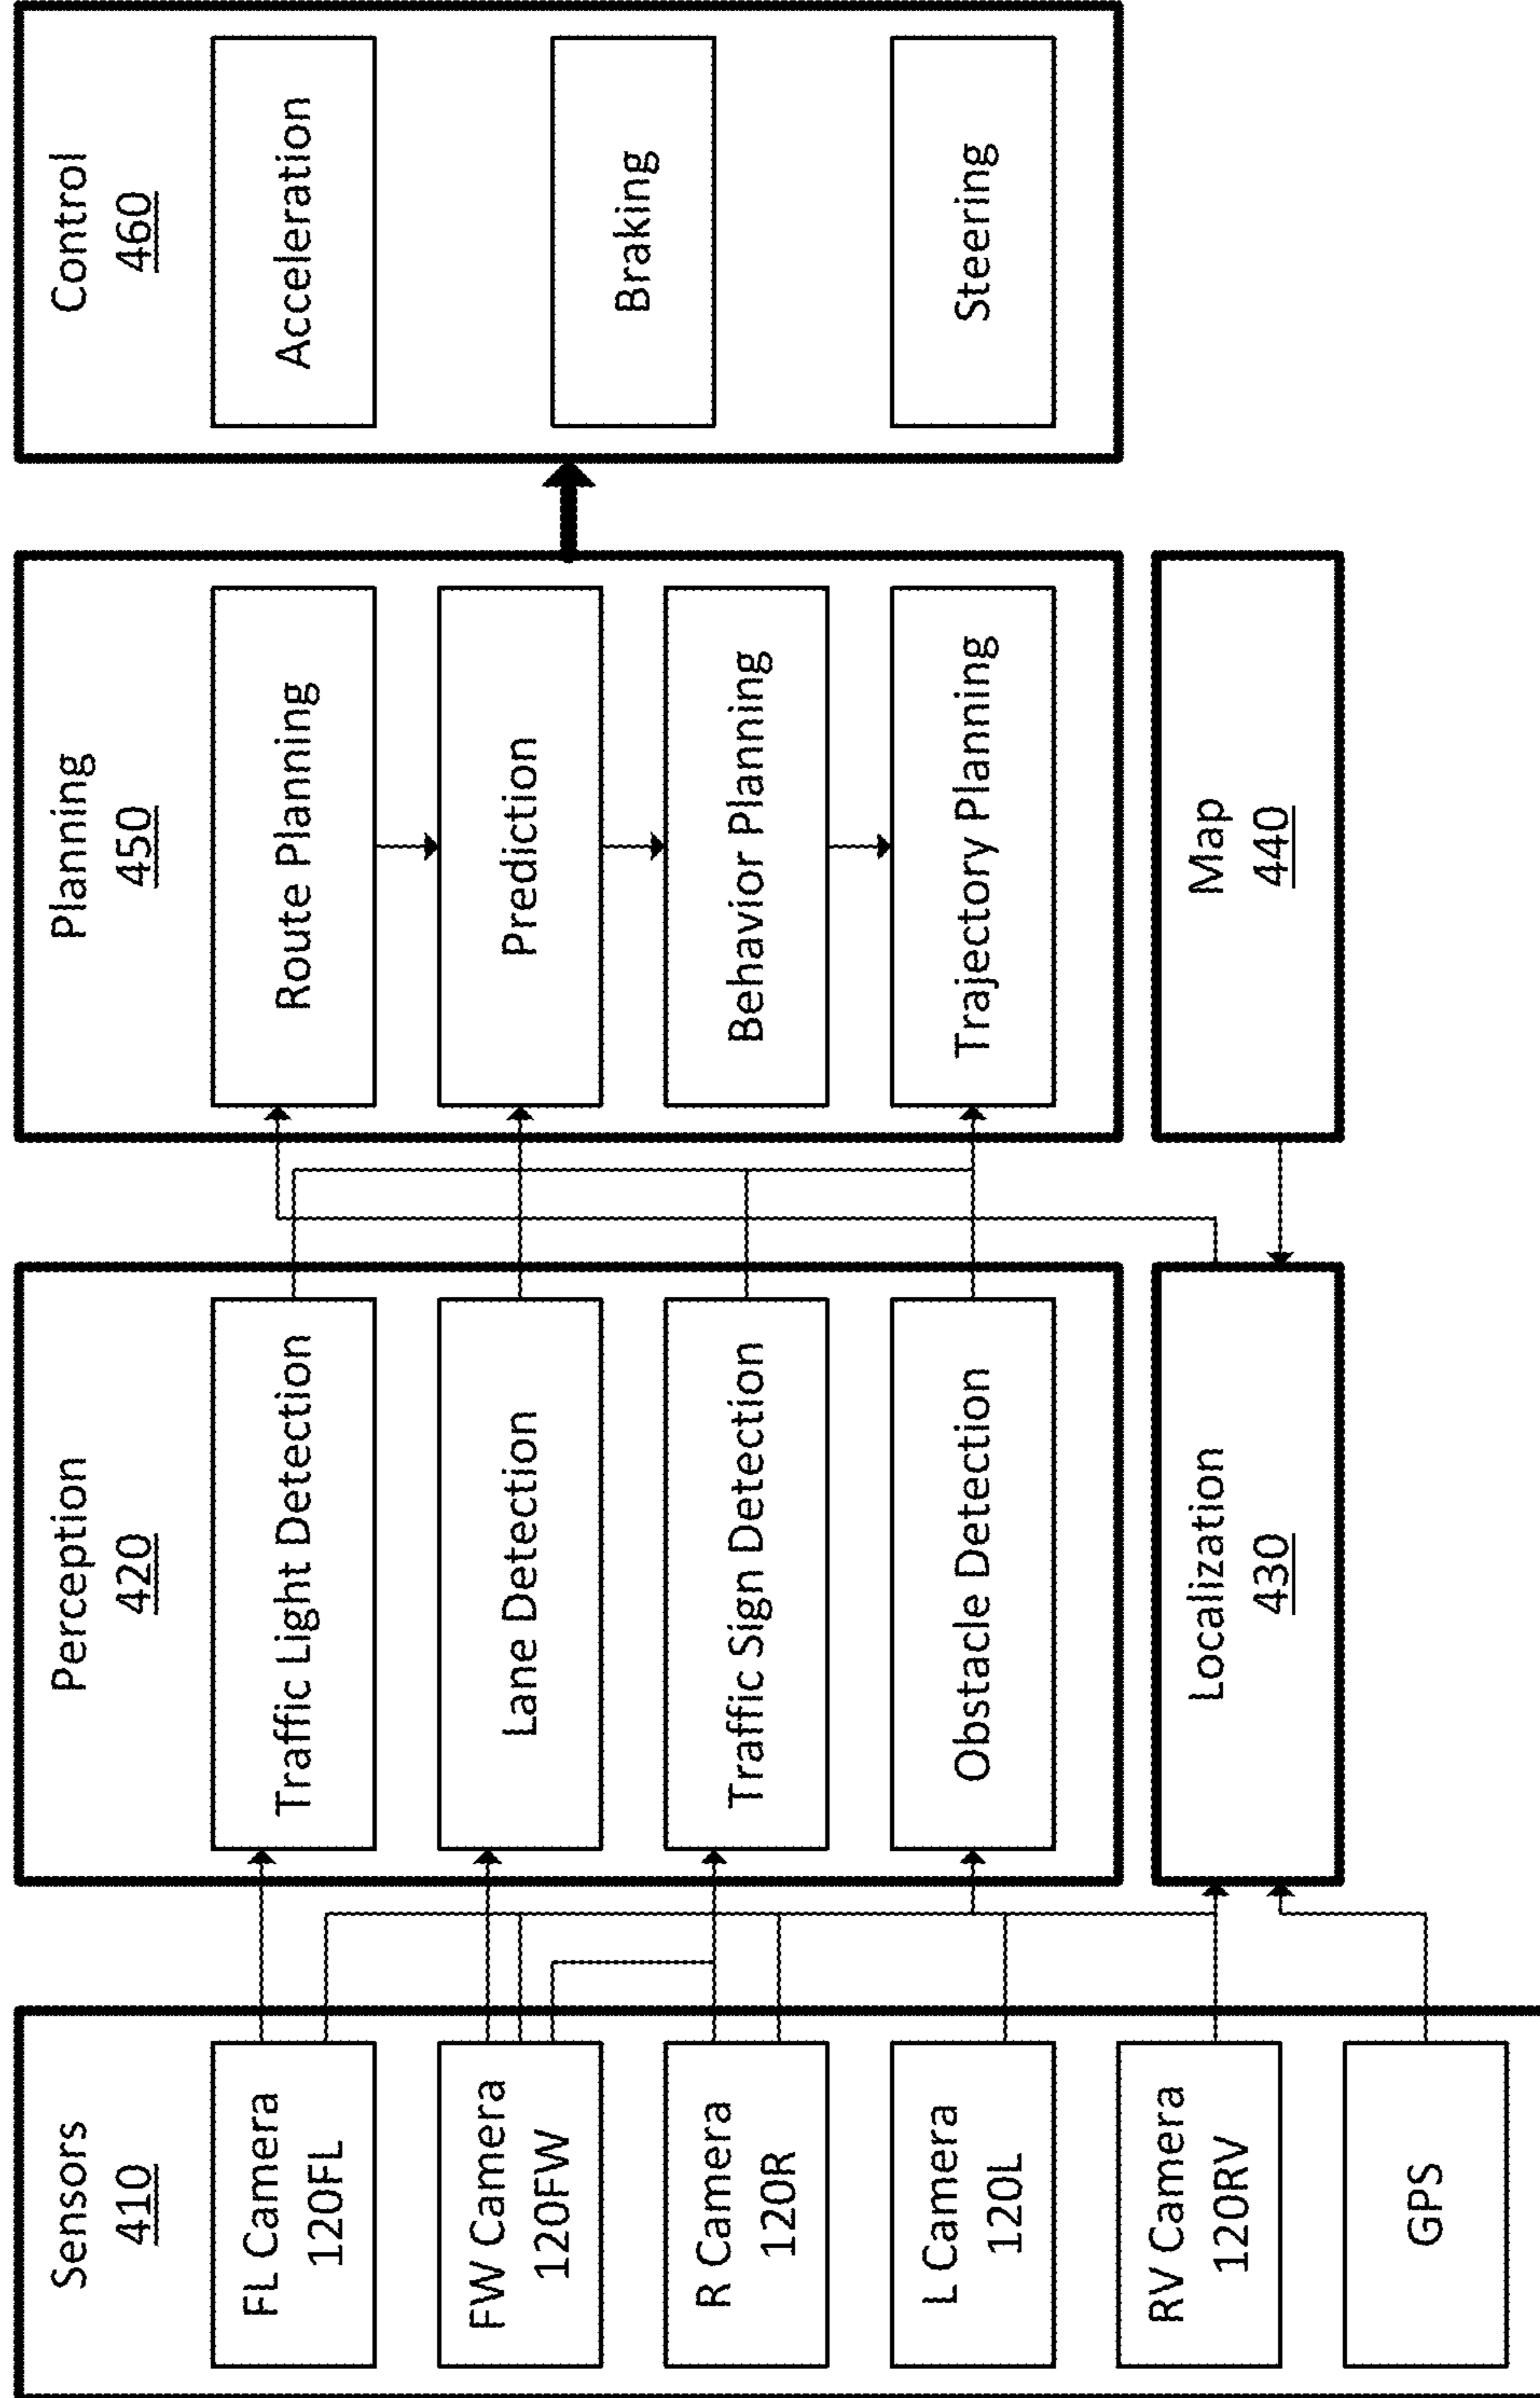 Sensors
410
FL Camera
120FL
FW Camera
120FW
R Camera
120R
L Camera
120L
RV Camera
120RV
GPS
Perception
420
Traffic Light Detection
Lane Detection
Traffic Sign Detection
Obstacle Detection
Localization
430
Planning
450
Route Planning
Prediction
Behavior Planning
Trajectory Planning
Map
440
Control
460
Acceleration
Braking
Steering